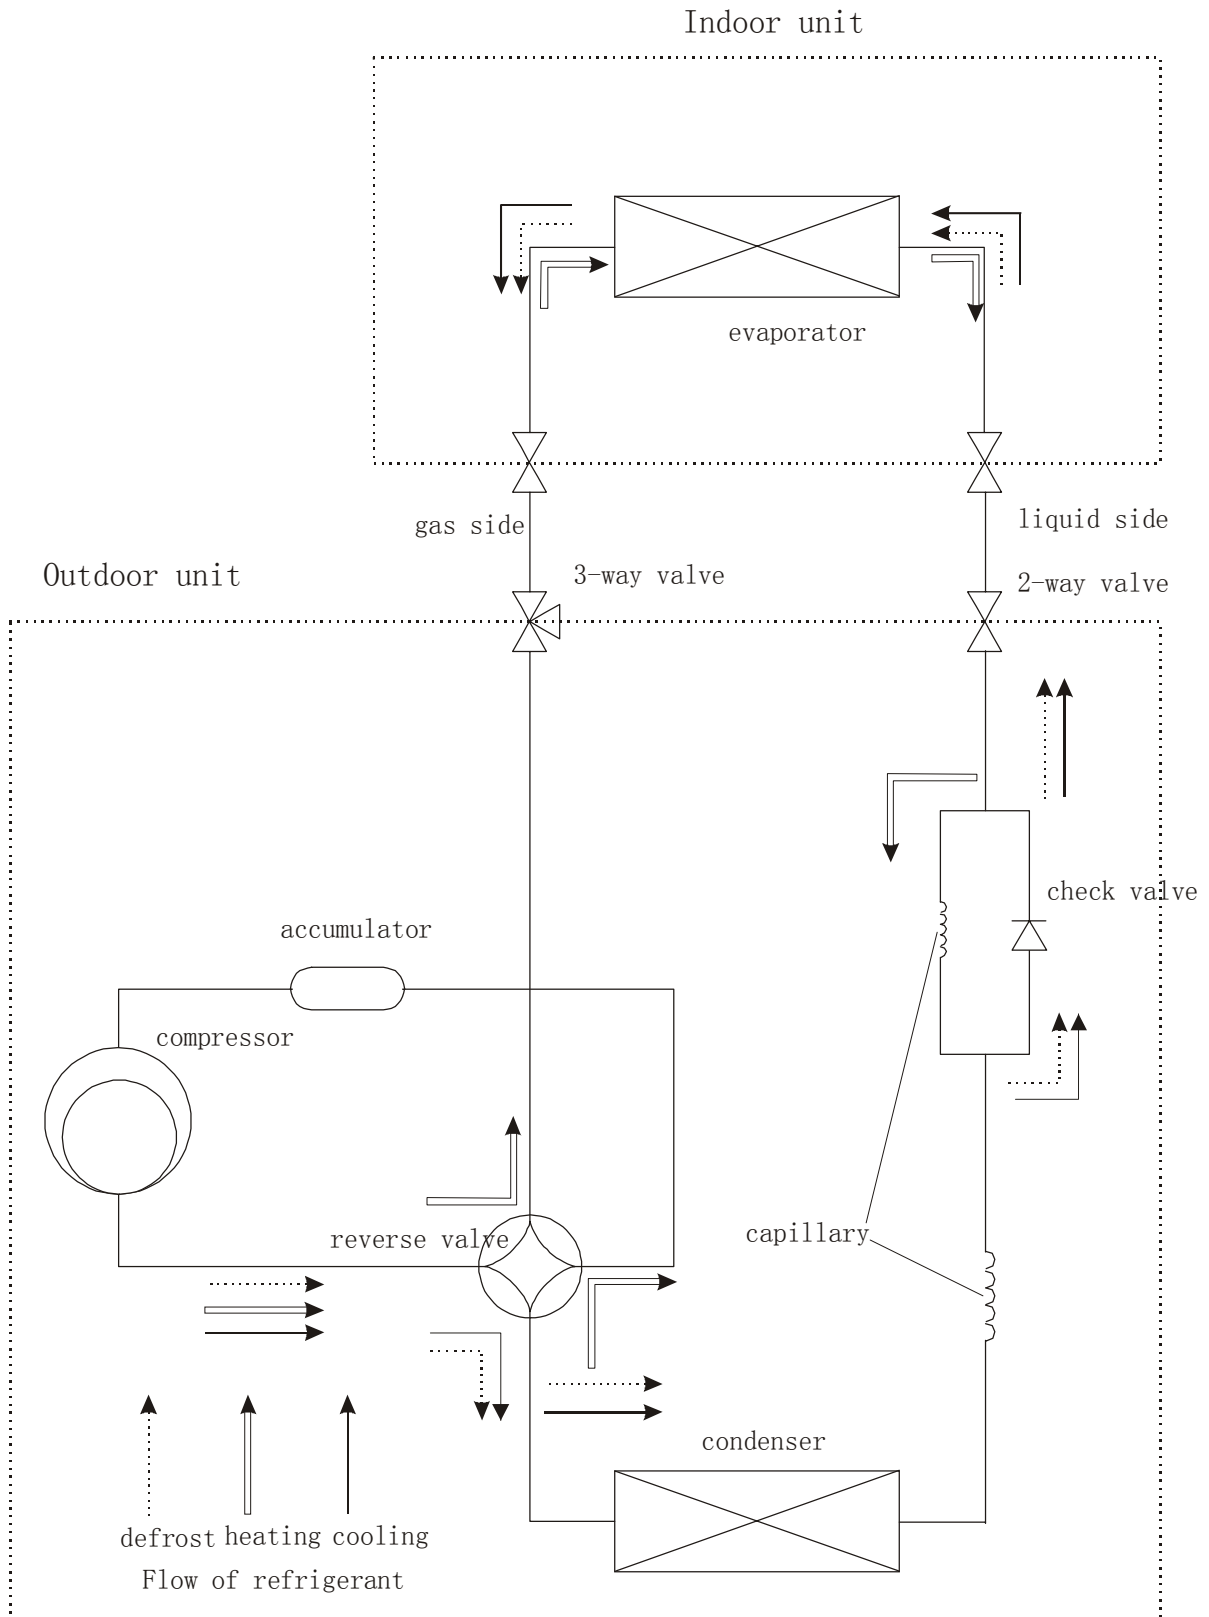 Indoor unit
evaporator
gas side
liquid side
Outdoor unit
3-way valve
2-way valve
check valve
accumulator
compressor
reverse valve
capillary
condenser
defrost heating cooling
Flow of refrigerant